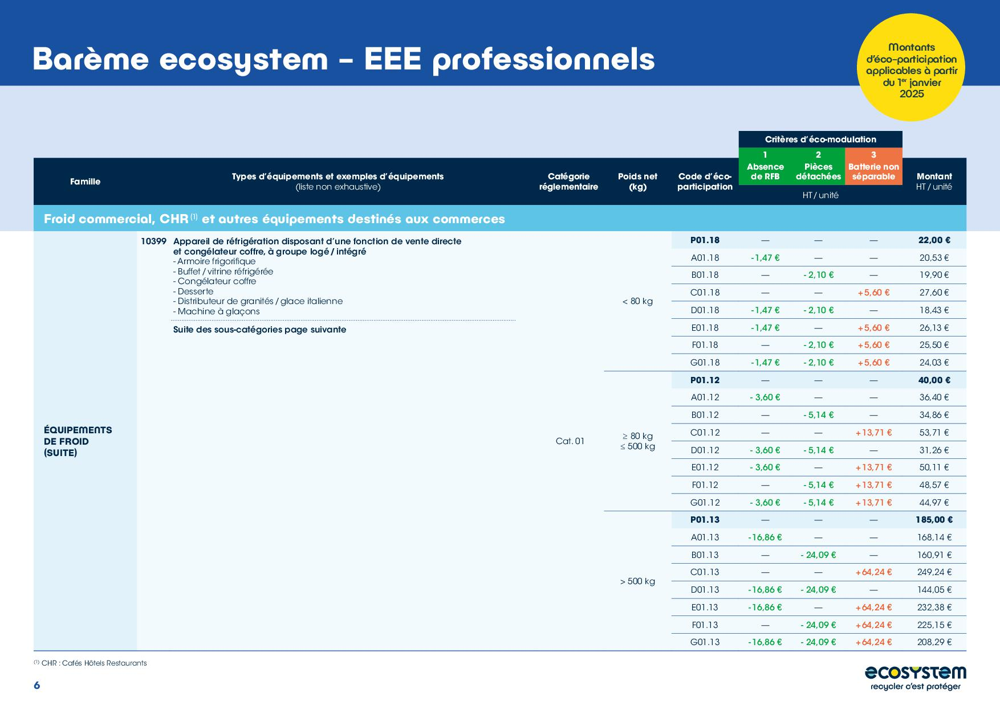 Barème ecosystem – EEE professionnels
Montants
d'éco-participation
applicables à partir
du 1er janvier
2025
Critères d'éco-modulation
Famille
Types d'équipements et exemples d'équipements
(liste non exhaustive)
Catégorie
réglementaire
Poids net
(kg)
Code d'éco-
participation
1
Absence
de RFB
2
Pièces
détachées
3
Batterie non
séparable
HT / unité
Montant
HT / unité
Froid commercial, CHR (1) et autres équipements destinés aux commerces
ÉQUIPEMENTS
DE FROID
(SUITE)
10399 Appareil de réfrigération disposant d'une fonction de vente directe
et congélateur coffre, à groupe logé / intégré
- Armoire frigorifique
- Buffet / vitrine réfrigérée
- Congélateur coffre
- Desserte
- Distributeur de granités / glace italienne
- Machine à glaçons
Suite des sous-catégories page suivante
Cat. 01
< 80 kg
P01.18 — — — 22,00 €
A01.18 -1,47 € — — 20,53 €
B01.18 — - 2,10 € — 19,90 €
C01.18 — — +5,60 € 27,60 €
D01.18 -1,47 € - 2,10 € — 18,43 €
E01.18 -1,47 € — +5,60 € 26,13 €
F01.18 — - 2,10 € +5,60 € 25,50 €
G01.18 -1,47 € - 2,10 € +5,60 € 24,03 €
≥ 80 kg
≤ 500 kg
P01.12 — — — 40,00 €
A01.12 - 3,60 € — — 36,40 €
B01.12 — - 5,14 € — 34,86 €
C01.12 — — +13,71 € 53,71 €
D01.12 - 3,60 € - 5,14 € — 31,26 €
E01.12 - 3,60 € — +13,71 € 50,11 €
F01.12 — - 5,14 € +13,71 € 48,57 €
G01.12 - 3,60 € - 5,14 € +13,71 € 44,97 €
> 500 kg
P01.13 — — — 185,00 €
A01.13 -16,86 € — — 168,14 €
B01.13 — - 24,09 € — 160,91 €
C01.13 — — +64,24 € 249,24 €
D01.13 -16,86 € - 24,09 € — 144,05 €
E01.13 -16,86 € — +64,24 € 232,38 €
F01.13 — - 24,09 € +64,24 € 225,15 €
G01.13 -16,86 € - 24,09 € +64,24 € 208,29 €
(1) CHR : Cafés Hôtels Restaurants
6
ecosystem
recycler c'est protéger